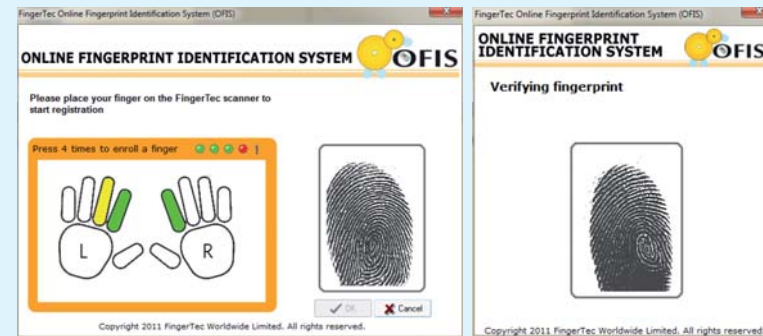 FingerTec Online Fingerprint Identification System (OFIS)
ONLINE FINGERPRINT IDENTIFICATION SYSTEM
OFIS
Please place your finger on the FingerTec scanner to
start registration
Press 4 times to enroll a finger
1
L
R
OK
Cancel
Copyright 2011 FingerTec Worldwide Limited. All rights reserved.
FingerTec Online Fingerprint Identification System (OFIS)
ONLINE FINGERPRINT
IDENTIFICATION SYSTEM
OFIS
Verifying fingerprint
Copyright 2011 FingerTec Worldwide Limited. All rights reserved